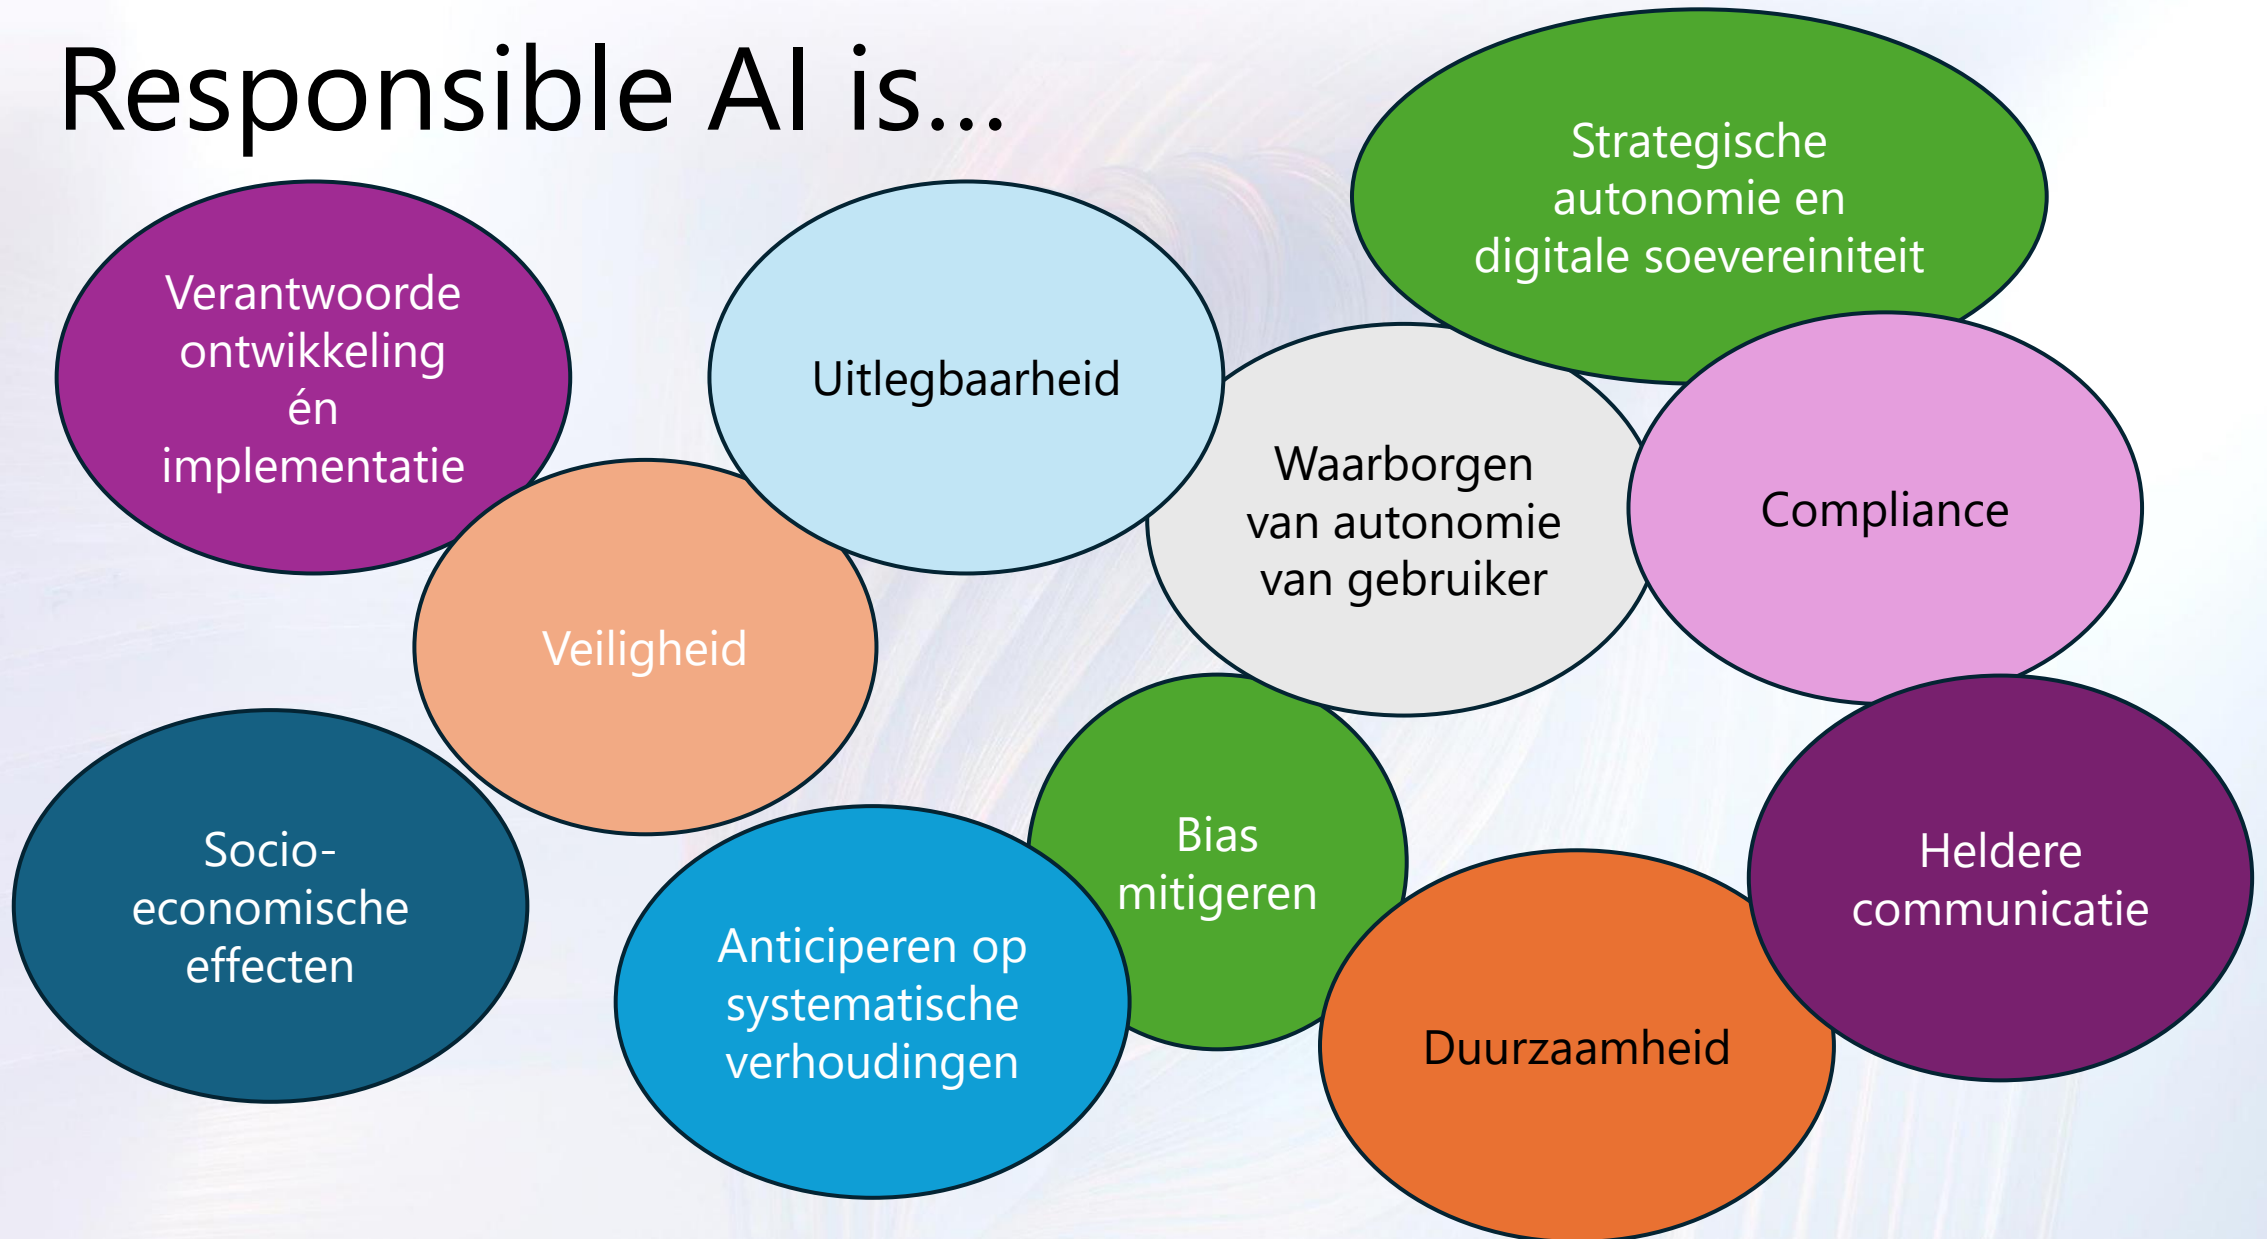 Responsible AI is...
Strategische
autonomie en
digitale soevereiniteit
Verantwoorde
ontwikkeling
én
implementatie
Uitlegbaarheid
Waarborgen
van autonomie
van gebruiker
Compliance
Veiligheid
Socio-
economische
effecten
Anticiperen op
systematische
verhoudingen
Bias
mitigeren
Duurzaamheid
Heldere
communicatie